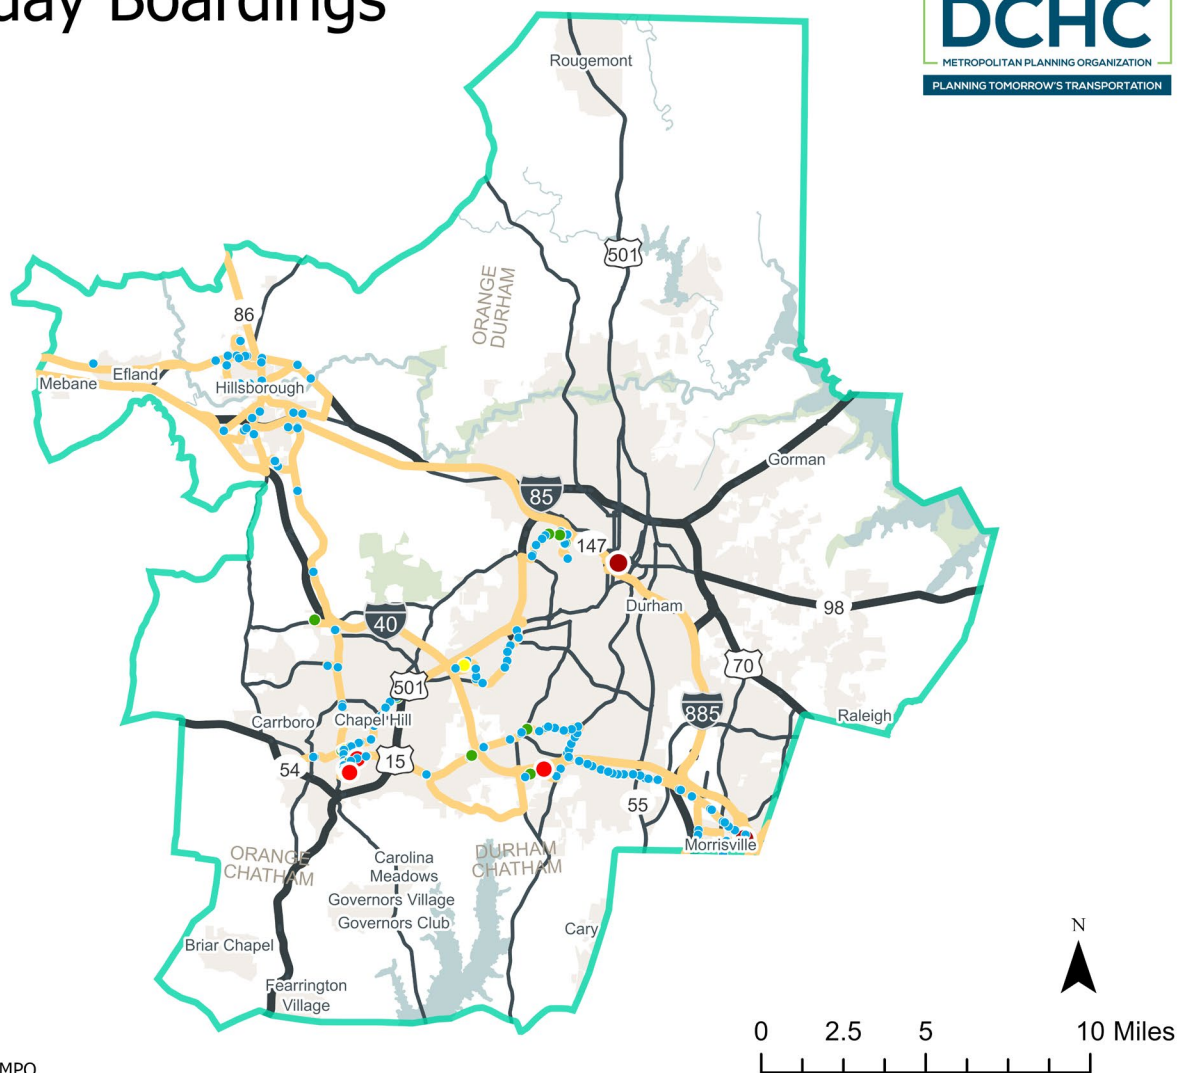 day Boardings
DCHC
METROPOLITAN PLANNING ORGANIZATION
PLANNING TOMORROW'S TRANSPORTATION
Rougemont
501
ORANGE
DURHAM
86
Efland
Mebane
Hillsborough
Gorman
85
147
98
Durham
40
70
501
885
Raleigh
Carrboro
Chapel Hill
15
54
55
Morrisville
ORANGE
CHATHAM
DURHAM
CHATHAM
Carolina
Meadows
Governors Village
Governors Club
Cary
Briar Chapel
Fearrington
Village
N
0 2.5 5 10 Miles
MPO